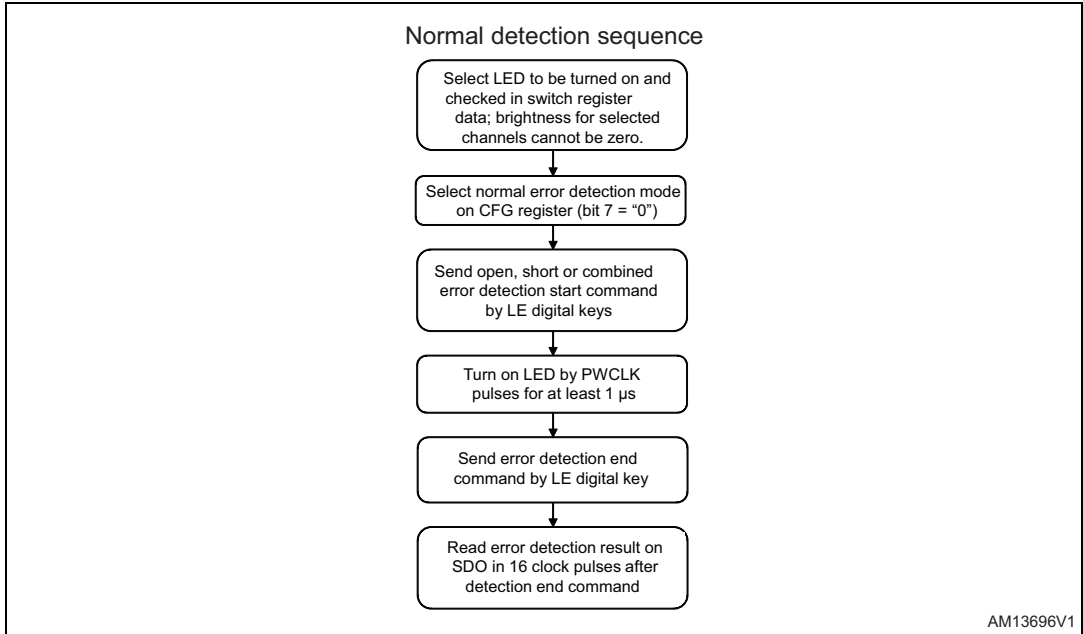 Normal detection sequence
Select LED to be turned on and
checked in switch register
data; brightness for selected
channels cannot be zero.
Select normal error detection mode
on CFG register (bit 7 = “0”)
Send open, short or combined
error detection start command
by LE digital keys
Turn on LED by PWCLK
pulses for at least 1 µs
Send error detection end
command by LE digital key
Read error detection result on
SDO in 16 clock pulses after
detection end command
AM13696V1